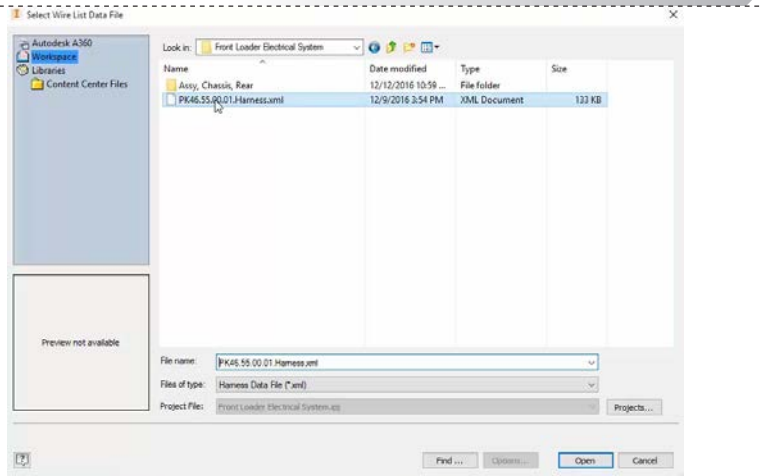 Select Wire List Data File
Autodesk A360
Workspace
Libraries
Content Center Files
Look in: Front Loader Electrical System
Name Date modified Type Size
Assy, Chassis, Rear 12/12/2016 10:59 ... File folder
PK46.55.00.01.Harness.xml 12/9/2016 3:54 PM XML Document 133 KB
Preview not available
File name: PK46.55.00.01.Harness.xml
Files of type: Harness Data File (*.xml)
Project File: Front Loader Electrical System.ipj Projects...
Find ... Options... Open Cancel